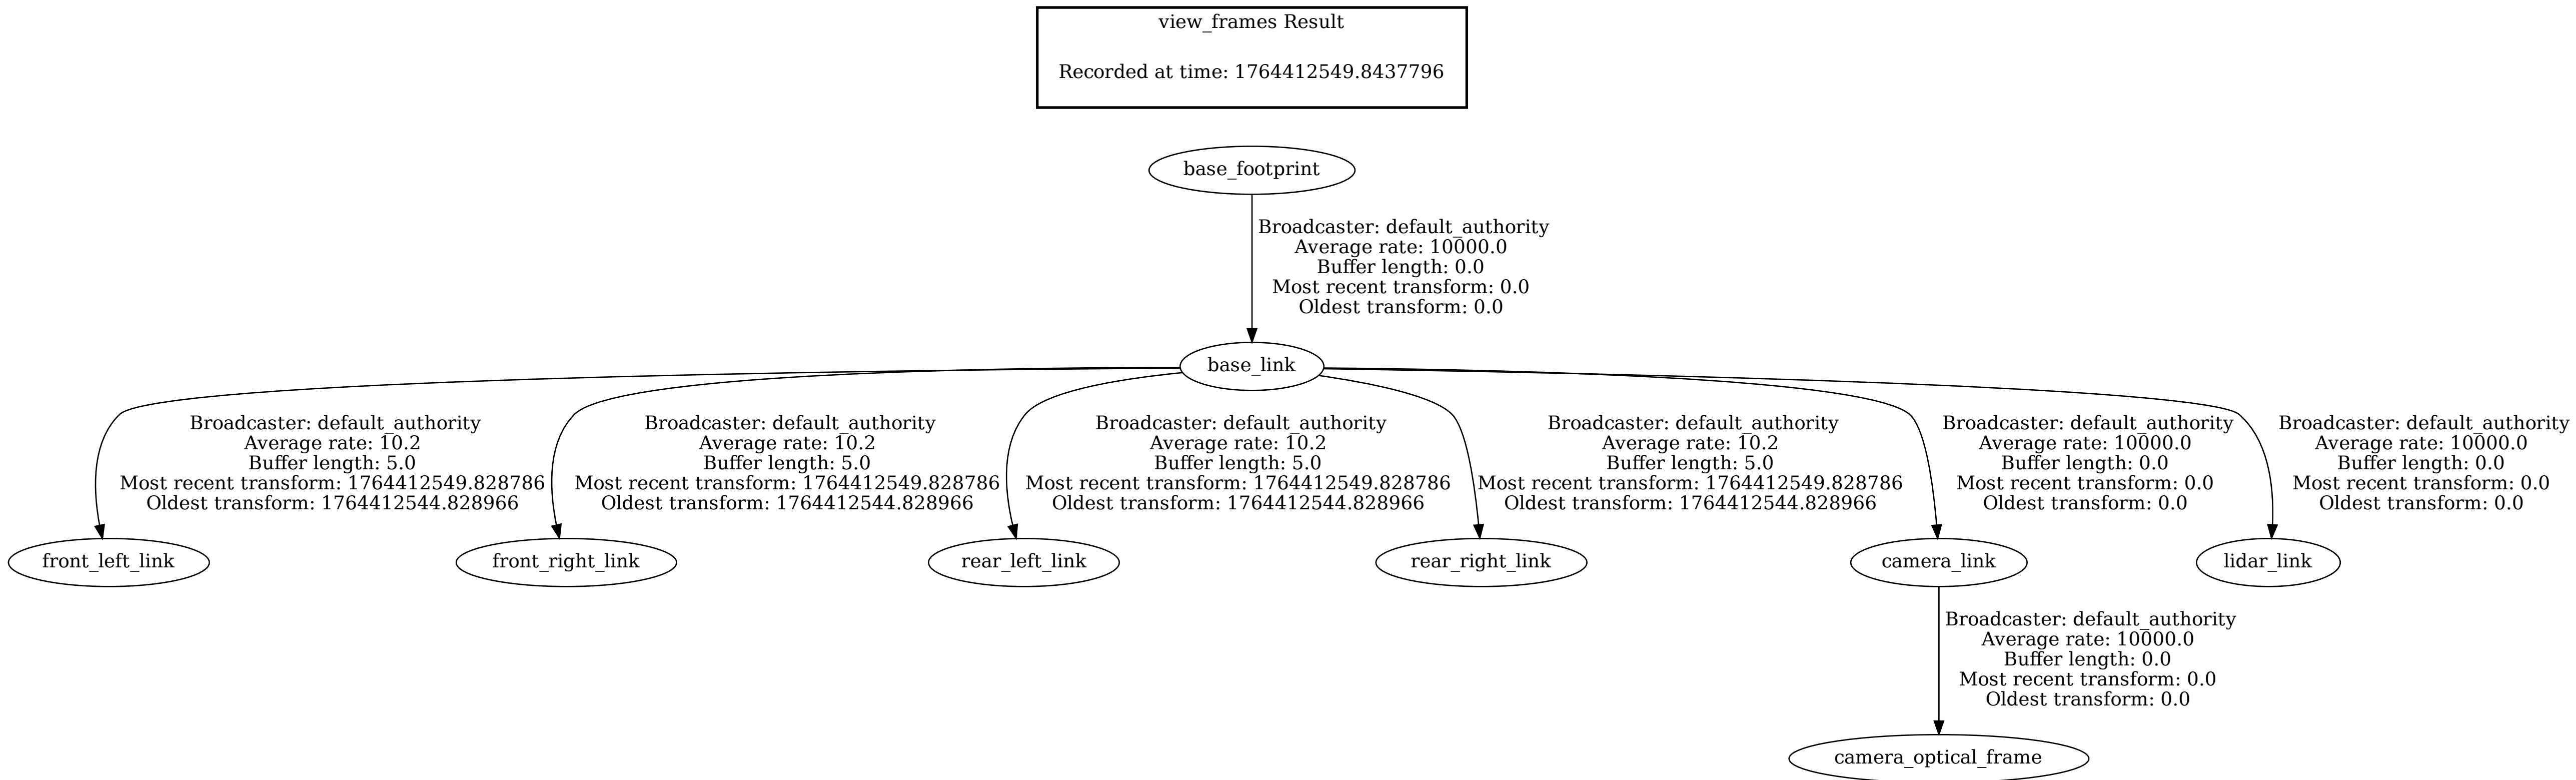 view_frames Result
Recorded at time: 1764412549.8437796
base_footprint
Broadcaster: default_authority
Average rate: 10000.0
Buffer length: 0.0
Most recent transform: 0.0
Oldest transform: 0.0
base_link
Broadcaster: default_authority
Average rate: 10.2
Buffer length: 5.0
Most recent transform: 1764412549.828786
Oldest transform: 1764412544.828966
Broadcaster: default_authority
Average rate: 10.2
Buffer length: 5.0
Most recent transform: 1764412549.828786
Oldest transform: 1764412544.828966
Broadcaster: default_authority
Average rate: 10.2
Buffer length: 5.0
Most recent transform: 1764412549.828786
Oldest transform: 1764412544.828966
Broadcaster: default_authority
Average rate: 10.2
Buffer length: 5.0
Most recent transform: 1764412549.828786
Oldest transform: 1764412544.828966
Broadcaster: default_authority
Average rate: 10000.0
Buffer length: 0.0
Most recent transform: 0.0
Oldest transform: 0.0
Broadcaster: default_authority
Average rate: 10000.0
Buffer length: 0.0
Most recent transform: 0.0
Oldest transform: 0.0
front_left_link
front_right_link
rear_left_link
rear_right_link
camera_link
lidar_link
Broadcaster: default_authority
Average rate: 10000.0
Buffer length: 0.0
Most recent transform: 0.0
Oldest transform: 0.0
camera_optical_frame